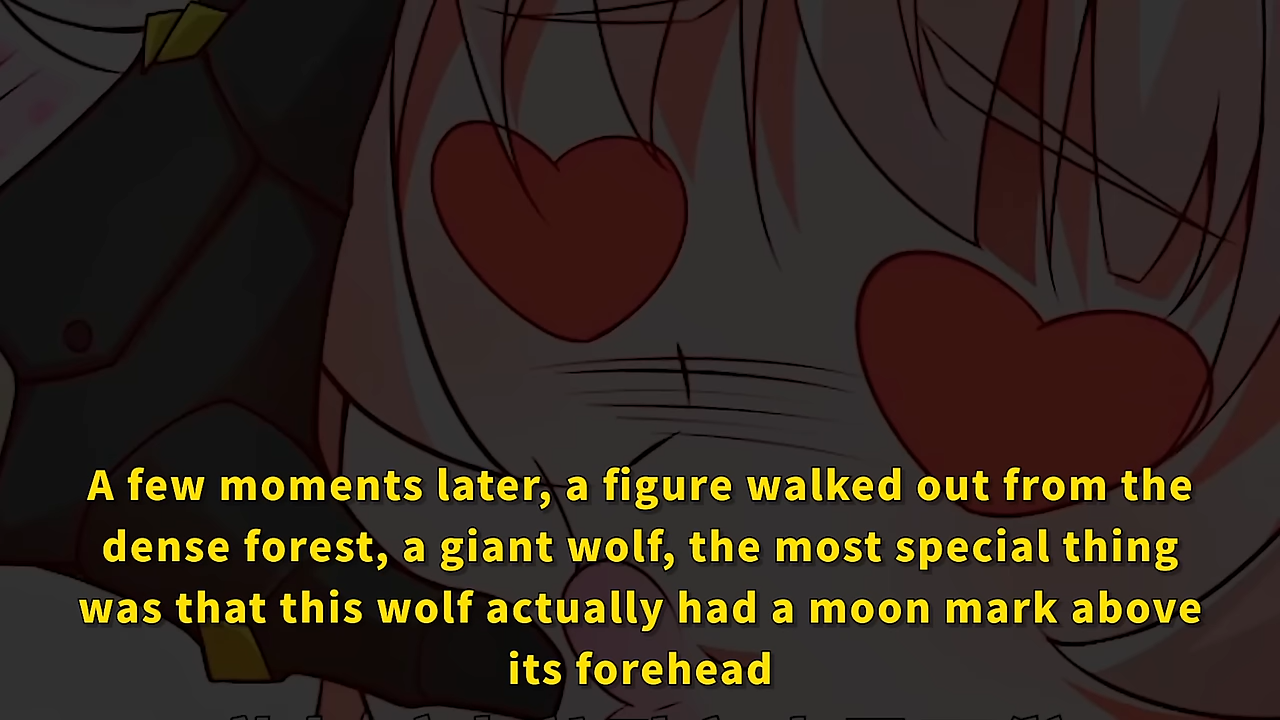 A few moments later, a figure walked out from the
dense forest, a giant wolf, the most special thing
was that this wolf actually had a moon mark above
its forehead